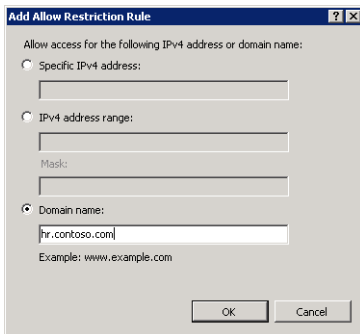 Add Allow Restriction Rule
Allow access for the following IPv4 address or domain name:
Specific IPv4 address:
IPv4 address range:
Mask:
Domain name:
hr.contoso.com
Example: www.example.com
OK Cancel